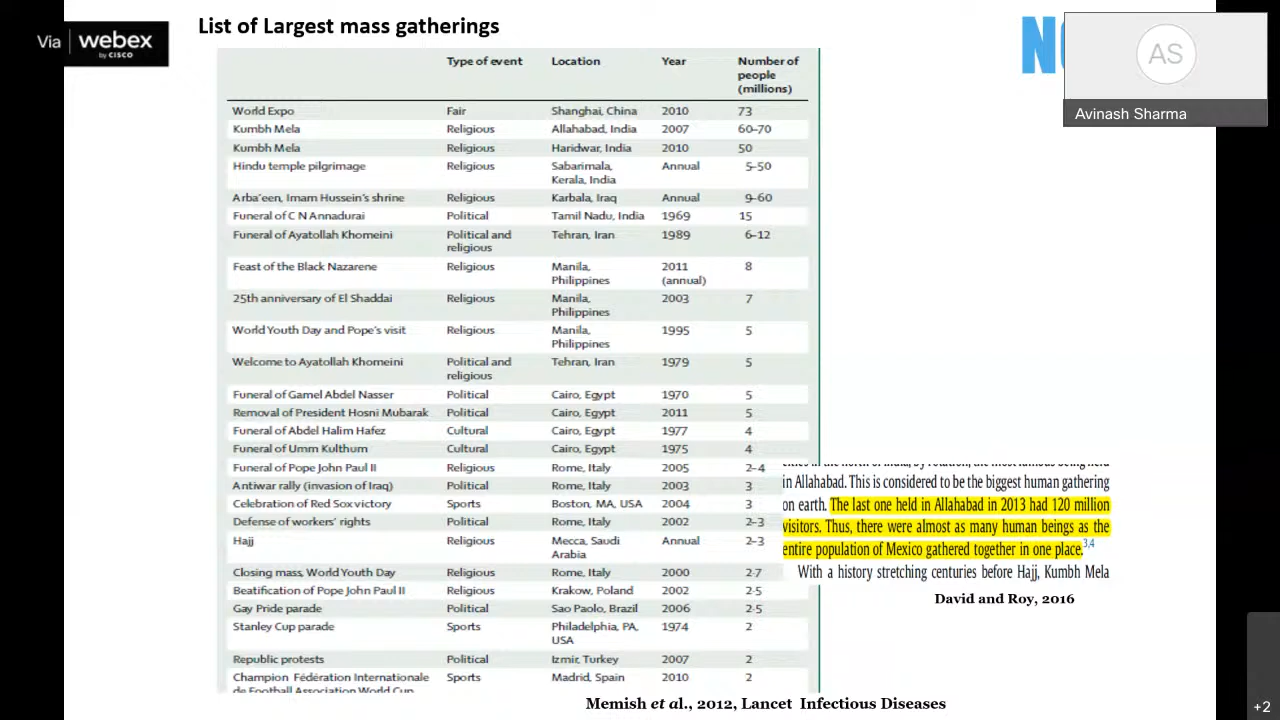 List of Largest mass gatherings
Via webex
by CISCO
AS
Avinash Sharma
Type of event Location Year Number of
people
(millions)
World Expo Fair Shanghai, China 2010 73
Kumbh Mela Religious Allahabad, India 2007 60–70
Kumbh Mela Religious Haridwar, India 2010 50
Hindu temple pilgrimage Religious Sabarimala, Annual 5–50
Kerala, India
Arba'een, Imam Hussein's shrine Religious Karbala, Iraq Annual 9–60
Funeral of C N Annadurai Political Tamil Nadu, India 1969 15
Funeral of Ayatollah Khomeini Political and Tehran, Iran 1989 6–12
religious
Feast of the Black Nazarene Religious Manila, 2011 8
Philippines (annual)
25th anniversary of El Shaddai Religious Manila, 2003 7
Philippines
World Youth Day and Pope's visit Religious Manila, 1995 5
Philippines
Welcome to Ayatollah Khomeini Political and Tehran, Iran 1979 5
religious
Funeral of Gamel Abdel Nasser Political Cairo, Egypt 1970 5
Removal of President Hosni Mubarak Political Cairo, Egypt 2011 5
Funeral of Abdel Halim Hafez Cultural Cairo, Egypt 1977 4
Funeral of Umm Kulthum Cultural Cairo, Egypt 1975 4
Funeral of Pope John Paul II Religious Rome, Italy 2005 2–4
Antiwar rally (invasion of Iraq) Political Rome, Italy 2003 3
Celebration of Red Sox victory Sports Boston, MA, USA 2004 3
Defense of workers' rights Political Rome, Italy 2002 2–3
Hajj Religious Mecca, Saudi Annual 2–3
Arabia
Closing mass, World Youth Day Religious Rome, Italy 2000 2·7
Beatification of Pope John Paul II Religious Krakow, Poland 2002 2·5
Gay Pride parade Political Sao Paolo, Brazil 2006 2·5
Stanley Cup parade Sports Philadelphia, PA, 1974 2
USA
Republic protests Political Izmir, Turkey 2007 2
Champion Fédération Internationale Sports Madrid, Spain 2010 2
de Football Association World Cup
in Allahabad. This is considered to be the biggest human gathering
on earth. The last one held in Allahabad in 2013 had 120 million
visitors. Thus, there were almost as many human beings as the
entire population of Mexico gathered together in one place.3,4
With a history stretching centuries before Hajj, Kumbh Mela
David and Roy, 2016
Memish et al., 2012, Lancet Infectious Diseases
+2